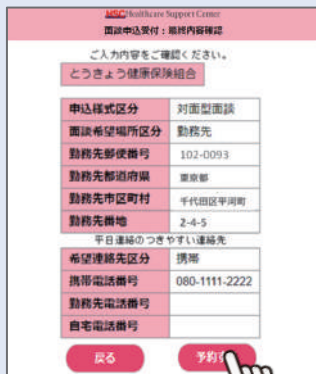 HSC Healthcare Support Center
面談申込受付：最終内容確認
ご入力内容をご確認ください。
とうきょう健康保険組合
申込様式区分 対面型面談
面談希望場所区分 勤務先
勤務先郵便番号 102-0093
勤務先都道府県 東京都
勤務先市区町村 千代田区平河町
勤務先番地 2-4-5
平日連絡のつきやすい連絡先
希望連絡先区分 携帯
携帯電話番号 080-1111-2222
勤務先電話番号
自宅電話番号
戻る 予約す